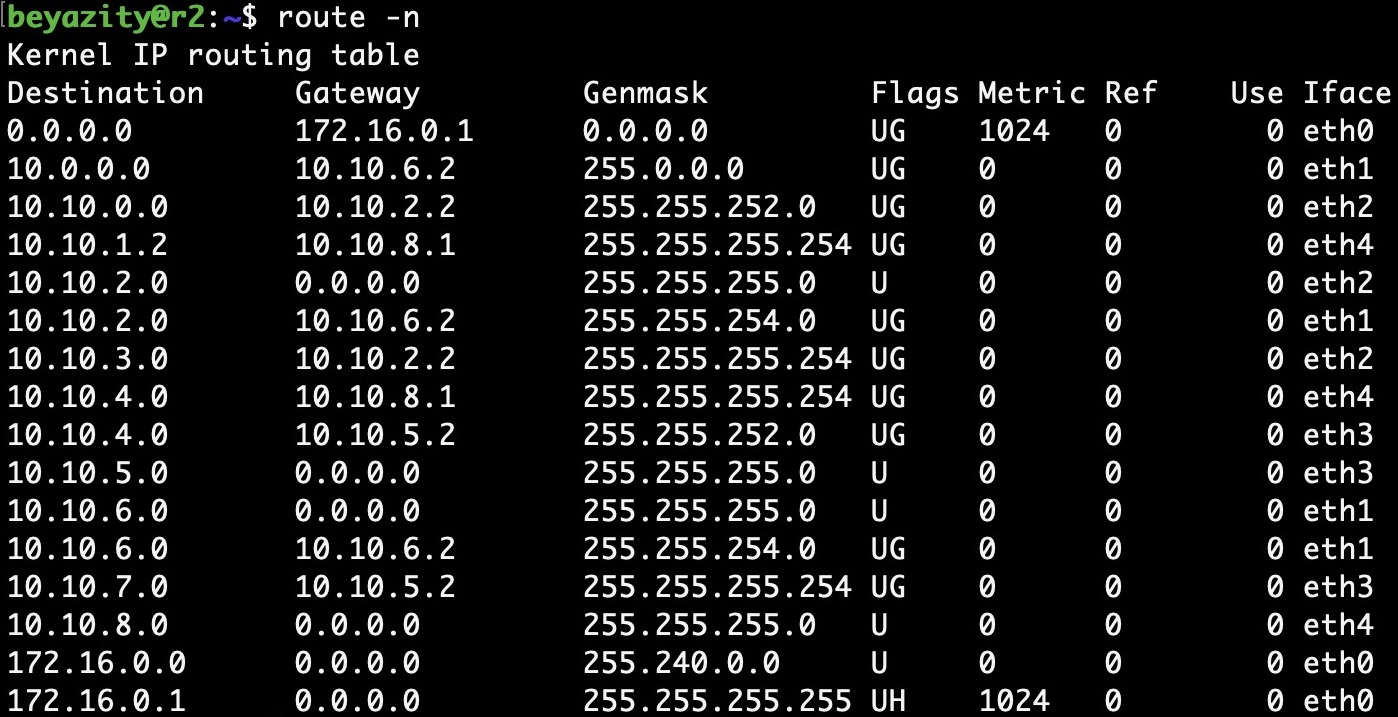 [beyazity@r2:~$ route -n
Kernel IP routing table
Destination     Gateway         Genmask         Flags Metric Ref    Use Iface
0.0.0.0         172.16.0.1      0.0.0.0         UG    1024   0        0 eth0
10.0.0.0        10.10.6.2       255.0.0.0       UG    0      0        0 eth1
10.10.0.0       10.10.2.2       255.255.252.0   UG    0      0        0 eth2
10.10.1.2       10.10.8.1       255.255.255.254 UG    0      0        0 eth4
10.10.2.0       0.0.0.0         255.255.255.0   U     0      0        0 eth2
10.10.2.0       10.10.6.2       255.255.254.0   UG    0      0        0 eth1
10.10.3.0       10.10.2.2       255.255.255.254 UG    0      0        0 eth2
10.10.4.0       10.10.8.1       255.255.255.254 UG    0      0        0 eth4
10.10.4.0       10.10.5.2       255.255.252.0   UG    0      0        0 eth3
10.10.5.0       0.0.0.0         255.255.255.0   U     0      0        0 eth3
10.10.6.0       0.0.0.0         255.255.255.0   U     0      0        0 eth1
10.10.6.0       10.10.6.2       255.255.254.0   UG    0      0        0 eth1
10.10.7.0       10.10.5.2       255.255.255.254 UG    0      0        0 eth3
10.10.8.0       0.0.0.0         255.255.255.0   U     0      0        0 eth4
172.16.0.0      0.0.0.0         255.240.0.0     U     0      0        0 eth0
172.16.0.1      0.0.0.0         255.255.255.255 UH    1024   0        0 eth0